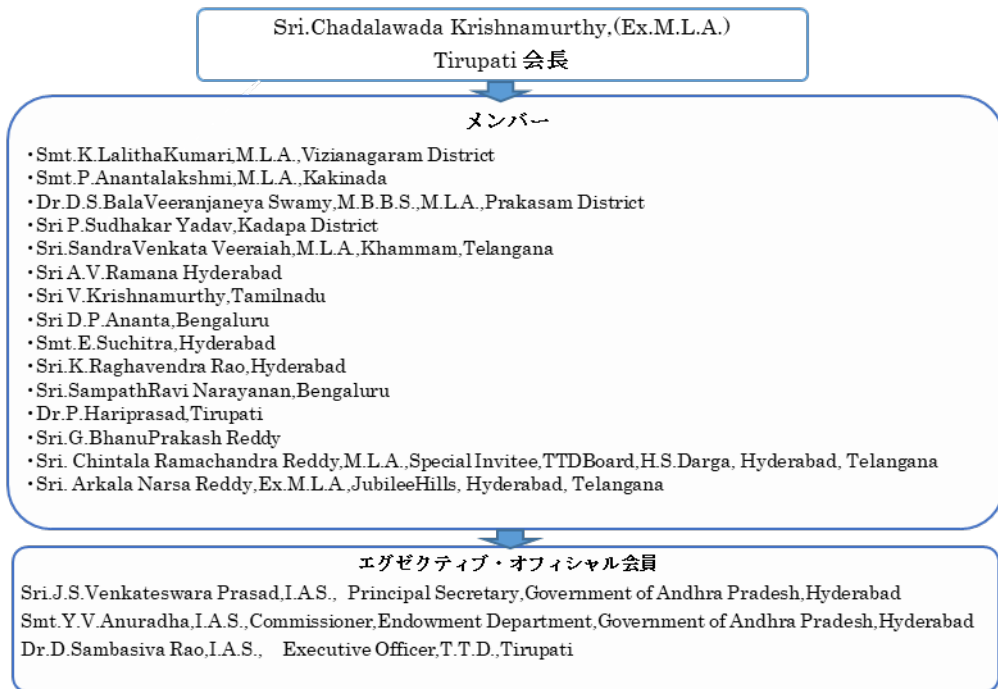 Sri.Chadalawada Krishnamurthy,(Ex.M.L.A.)
Tirupati 会長
メンバー
・Smt.K.LalithaKumari,M.L.A.,Vizianagaram District
・Smt.P.Anantalakshmi,M.L.A.,Kakinada
・Dr.D.S.BalaVeeranjaneya Swamy,M.B.B.S.,M.L.A.,Prakasam District
・Sri P.Sudhakar Yadav,Kadapa District
・Sri.SandraVenkata Veeraiah,M.L.A.,Khammam,Telangana
・Sri A.V.Ramana Hyderabad
・Sri V.Krishnamurthy,Tamilnadu
・Sri D.P.Ananta,Bengaluru
・Smt.E.Suchitra,Hyderabad
・Sri.K.Raghavendra Rao,Hyderabad
・Sri.SampathRavi Narayanan,Bengaluru
・Dr.P.Hariprasad,Tirupati
・Sri.G.BhanuPrakash Reddy
・Sri. Chintala Ramachandra Reddy,M.L.A.,Special Invitee,TTDBoard,H.S.Darga, Hyderabad, Telangana
・Sri. Arkala Narsa Reddy,Ex.M.L.A,JubileeHills, Hyderabad, Telangana
エグゼクティブ・オフィシャル会員
Sri.J.S.Venkateswara Prasad,I.A.S., Principal Secretary,Government of Andhra Pradesh,Hyderabad
Smt.Y.V.Anuradha,I.A.S.,Commissioner,Endowment Department,Government of Andhra Pradesh,Hyderabad
Dr.D.Sambasiva Rao,I.A.S., Executive Officer,T.T.D.,Tirupati